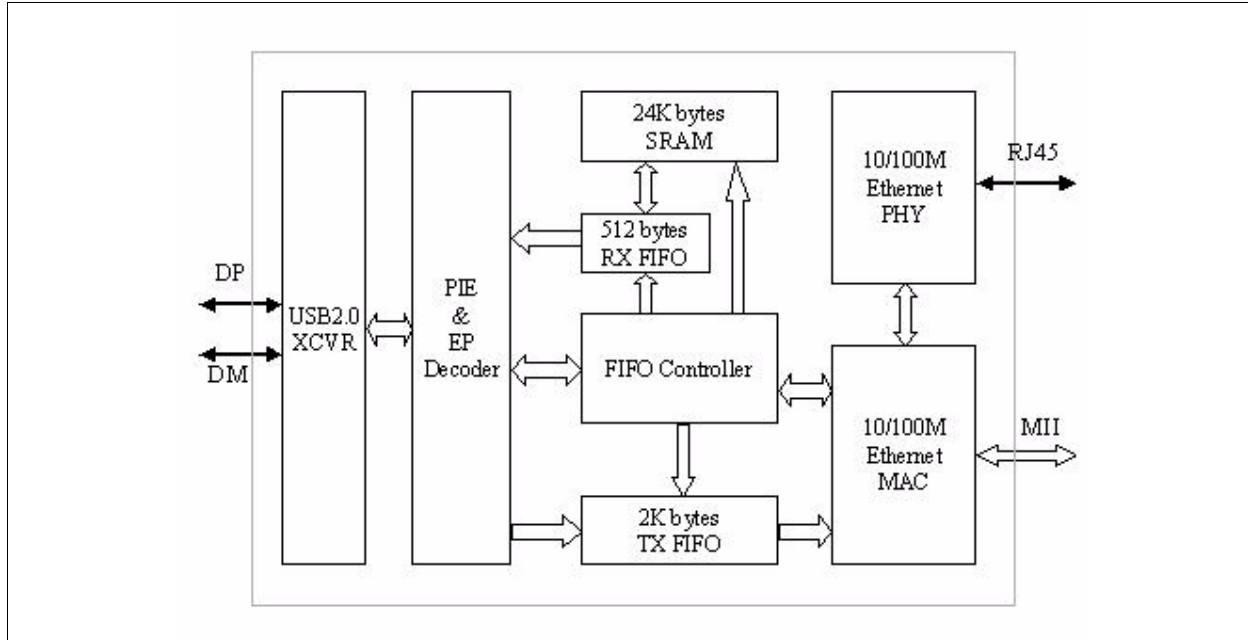 DP
DM
USB2.0
XCVR
PIE
&
EP
Decoder
24K bytes
SRAM
512 bytes
RX FIFO
FIFO Controller
2K bytes
TX FIFO
10/100M
Ethernet
PHY
10/100M
Ethernet
MAC
RJ45
MII